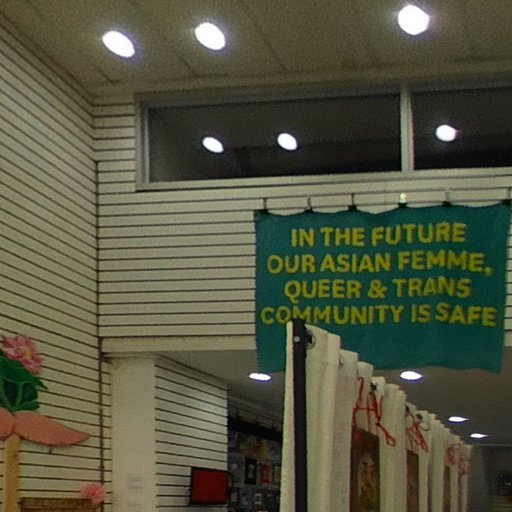 IN THE FUTURE
OUR ASIAN FEMME,
QUEER & TRANS
COMMUNITY IS SAFE